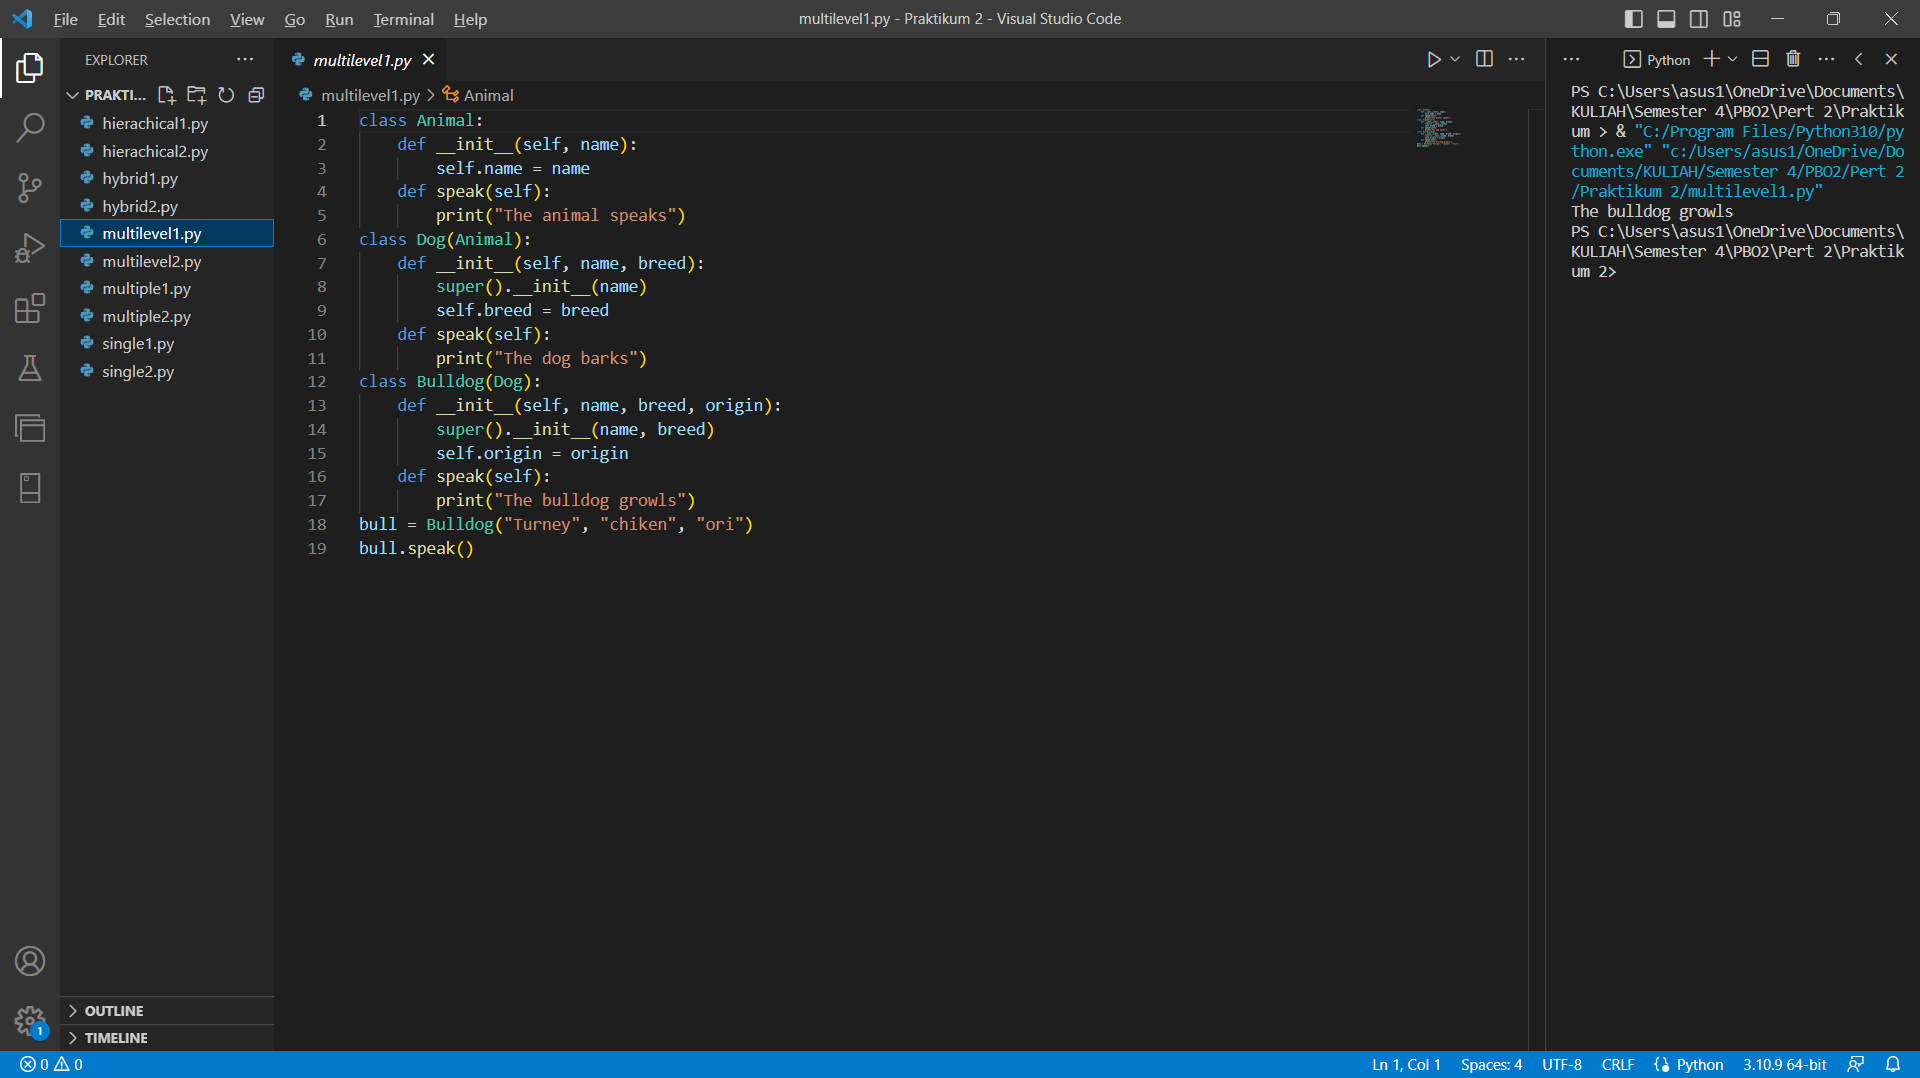 File Edit Selection View Go Run Terminal Help
multilevel1.py - Praktikum 2 - Visual Studio Code
EXPLORER
PRAKTI...
hierachical1.py
hierachical2.py
hybrid1.py
hybrid2.py
multilevel1.py
multilevel2.py
multiple1.py
multiple2.py
single1.py
single2.py
OUTLINE
TIMELINE
multilevel1.py
multilevel1.py > Animal
1 class Animal:
2     def __init__(self, name):
3         self.name = name
4     def speak(self):
5         print("The animal speaks")
6 class Dog(Animal):
7     def __init__(self, name, breed):
8         super().__init__(name)
9         self.breed = breed
10     def speak(self):
11         print("The dog barks")
12 class Bulldog(Dog):
13     def __init__(self, name, breed, origin):
14         super().__init__(name, breed)
15         self.origin = origin
16     def speak(self):
17         print("The bulldog growls")
18 bull = Bulldog("Turney", "chiken", "ori")
19 bull.speak()
Python
PS C:\Users\asus1\OneDrive\Documents\
KULIAH\Semester 4\PBO2\Pert 2\Praktik
um > & "C:/Program Files/Python310/py
thon.exe" "c:/Users/asus1/OneDrive/Do
cuments/KULIAH/Semester 4/PBO2/Pert 2
/Praktikum 2/multilevel1.py"
The bulldog growls
PS C:\Users\asus1\OneDrive\Documents\
KULIAH\Semester 4\PBO2\Pert 2\Praktik
um 2>
1
0 0
Ln 1, Col 1 Spaces: 4 UTF-8 CRLF Python 3.10.9 64-bit